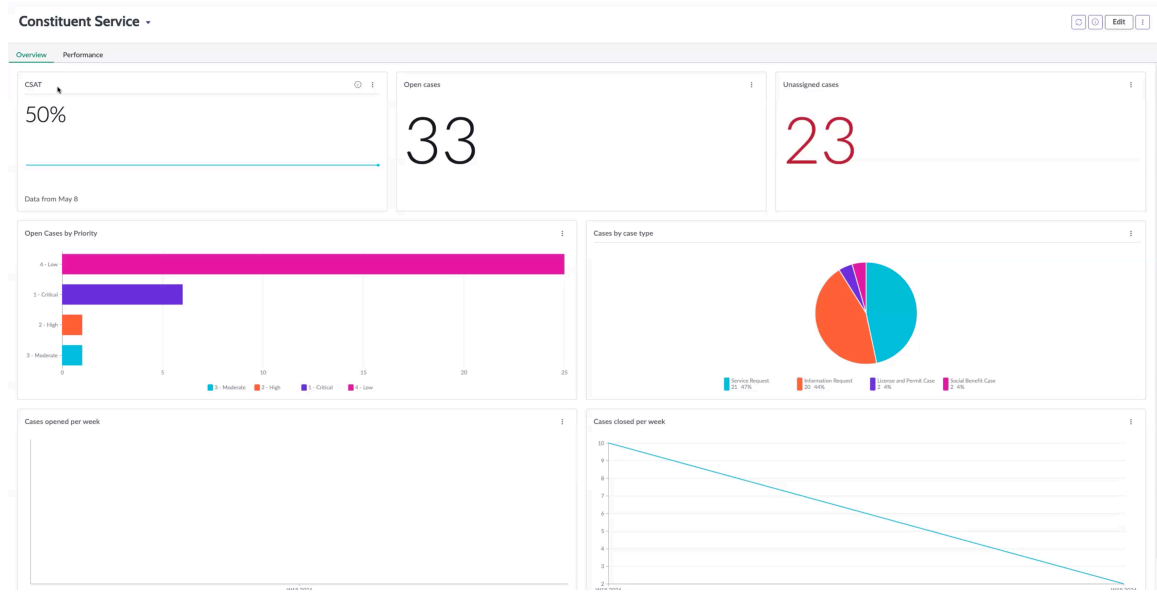 Constituent Service
Edit
Overview
Performance
CSAT
50%
Data from May 8
Open cases
33
Unassigned cases
23
Open Cases by Priority
4 - Low
1 - Critical
2 - High
3 - Moderate
0 5 10 15 20 25
3 - Moderate 2 - High 1 - Critical 4 - Low
Cases by case type
Service Request
21 47%
Information Request
20 44%
License and Permit Case
2 4%
Social Benefit Case
2 4%
Cases opened per week
Cases closed per week
10
9
8
7
6
5
4
3
2